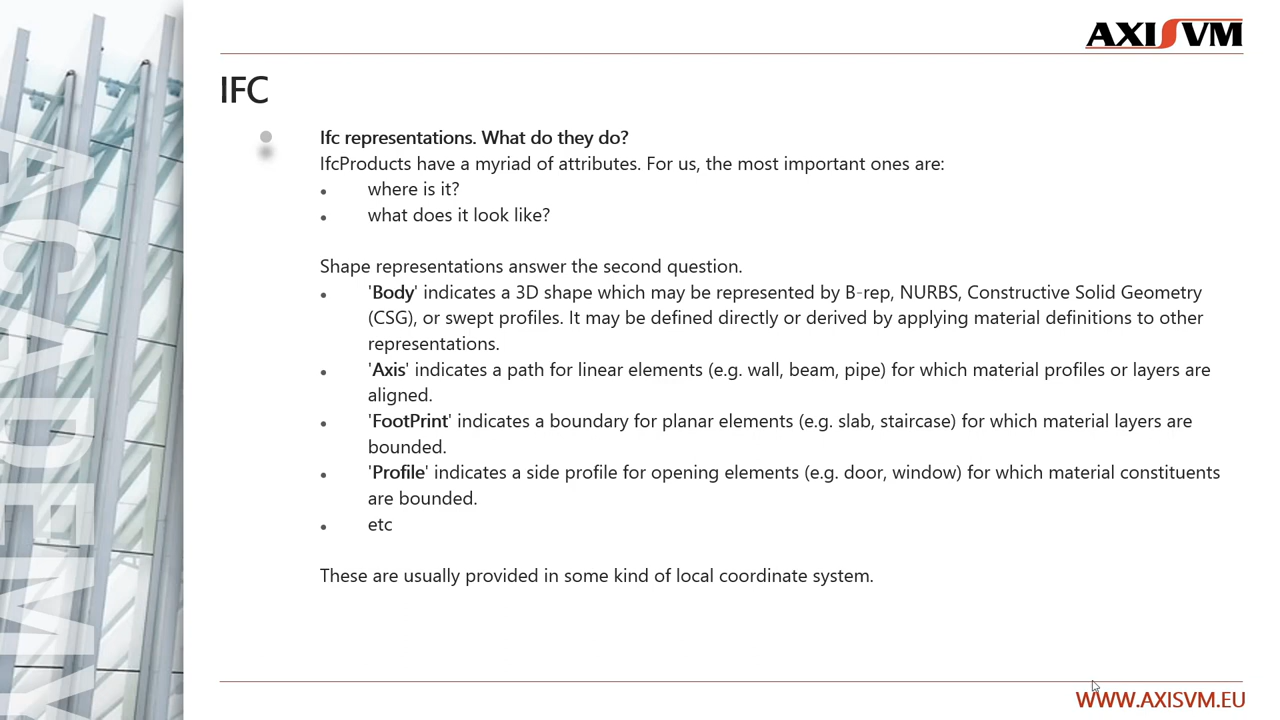 AXISVM
IFC
Ifc representations. What do they do?
IfcProducts have a myriad of attributes. For us, the most important ones are:
• where is it?
• what does it look like?
Shape representations answer the second question.
• 'Body' indicates a 3D shape which may be represented by B-rep, NURBS, Constructive Solid Geometry
(CSG), or swept profiles. It may be defined directly or derived by applying material definitions to other
representations.
• 'Axis' indicates a path for linear elements (e.g. wall, beam, pipe) for which material profiles or layers are
aligned.
• 'FootPrint' indicates a boundary for planar elements (e.g. slab, staircase) for which material layers are
bounded.
• 'Profile' indicates a side profile for opening elements (e.g. door, window) for which material constituents
are bounded.
• etc
These are usually provided in some kind of local coordinate system.
WWW.AXISVM.EU
ACADEMY